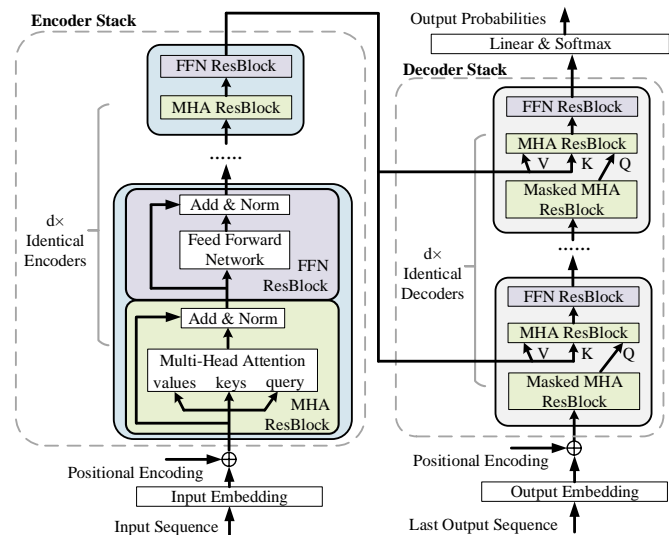 Encoder Stack
FFN ResBlock
MHA ResBlock
......
d×
Identical
Encoders
Add & Norm
Feed Forward
Network
FFN
ResBlock
Add & Norm
Multi-Head Attention
values keys query
MHA
ResBlock
Positional Encoding
Input Embedding
Input Sequence
Output Probabilities
Linear & Softmax
Decoder Stack
FFN ResBlock
MHA ResBlock
V K Q
Masked MHA
ResBlock
......
d×
Identical
Decoders
FFN ResBlock
MHA ResBlock
V K Q
Masked MHA
ResBlock
Positional Encoding
Output Embedding
Last Output Sequence